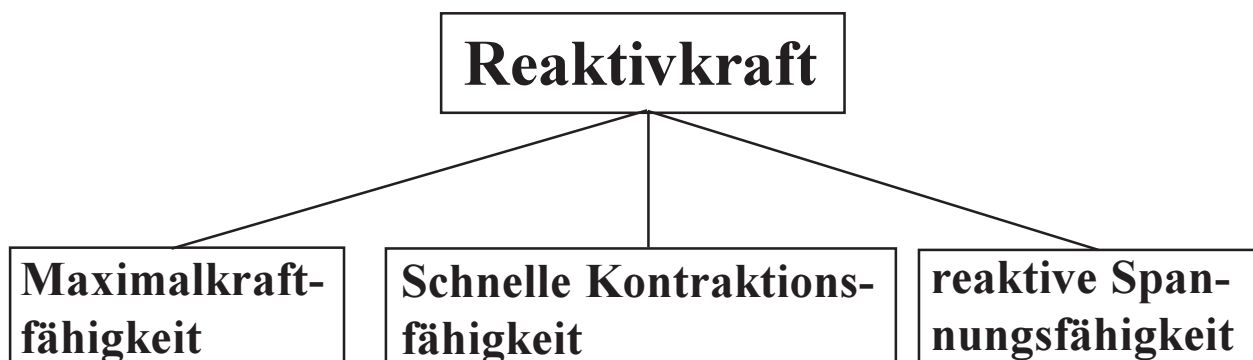 Reaktivkraft
Maximalkraft-
fähigkeit
Schnelle Kontraktions-
fähigkeit
reaktive Span-
nungsfähigkeit